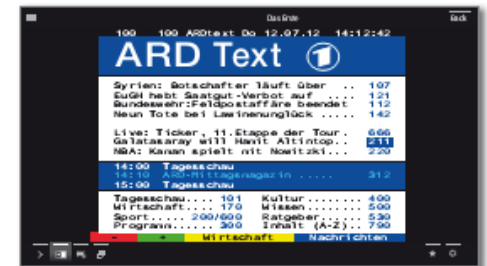 Das Erste
Back
100 100 ARDtext Do 12.07.12 14:12:42
ARD Text 1
Syrien: Botschafter läuft über .. 107
EuGH hebt Saatgut-Verbot auf .... 121
Bundeswehr:Feldpostaffäre beendet 112
Neun Tote bei Lawinenunglück .... 142
Live: Ticker, 11.Etappe der Tour. 666
Galatasaray will Hamit Altintop.. 211
NBA: Kaman spielt mit Nowitzki... 220
14:00 Tagesschau
14:10 ARD-Mittagsmagazin ..... 312
15:00 Tagesschau
Tagesschau.... 101 Kultur........ 400
Wirtschaft.... 170 Wissen........ 500
Sport..... 200/600 Ratgeber...... 530
Programm...... 300 Inhalt (A-Z).. 790
- + Wirtschaft Nachrichten